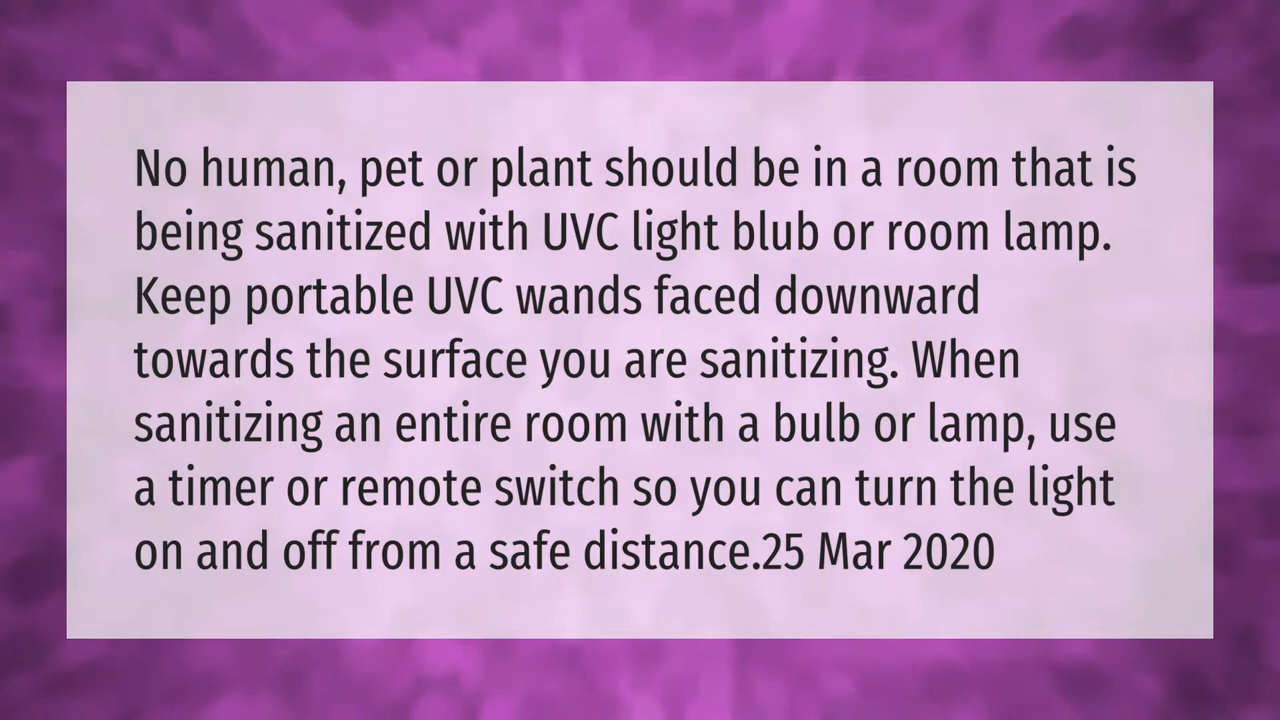 No human, pet or plant should be in a room that is
being sanitized with UVC light blub or room lamp.
Keep portable UVC wands faced downward
towards the surface you are sanitizing. When
sanitizing an entire room with a bulb or lamp, use
a timer or remote switch so you can turn the light
on and off from a safe distance.25 Mar 2020